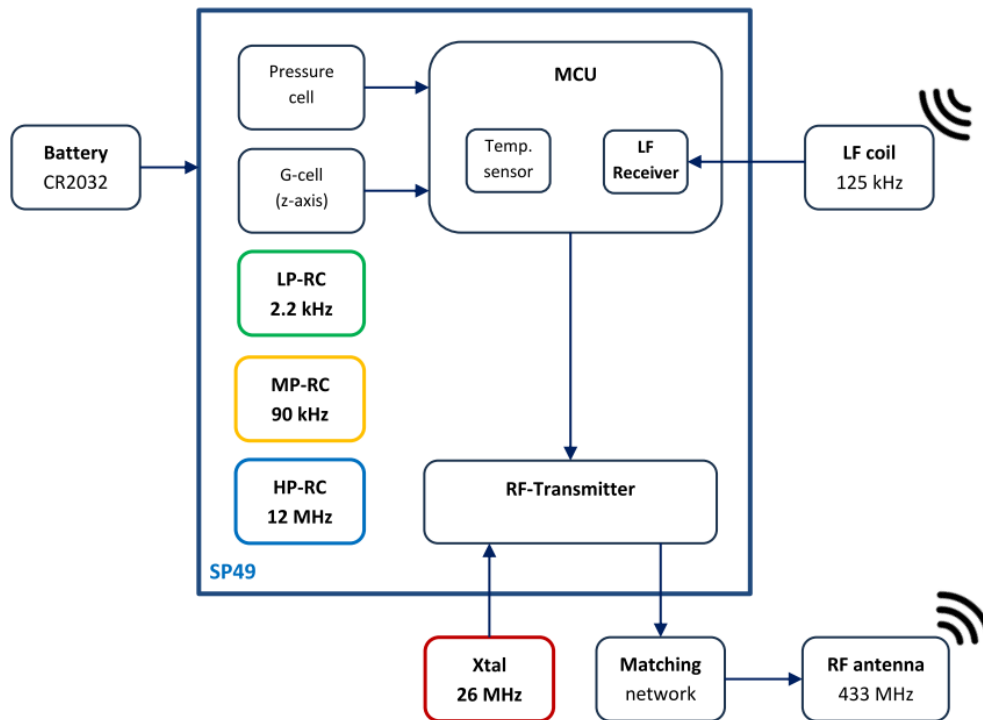 Pressure
cell
MCU
Battery
CR2032
G-cell
(z-axis)
Temp.
sensor
LF
Receiver
LF coil
125 kHz
LP-RC
2.2 kHz
MP-RC
90 kHz
HP-RC
12 MHz
RF-Transmitter
SP49
Xtal
26 MHz
Matching
network
RF antenna
433 MHz